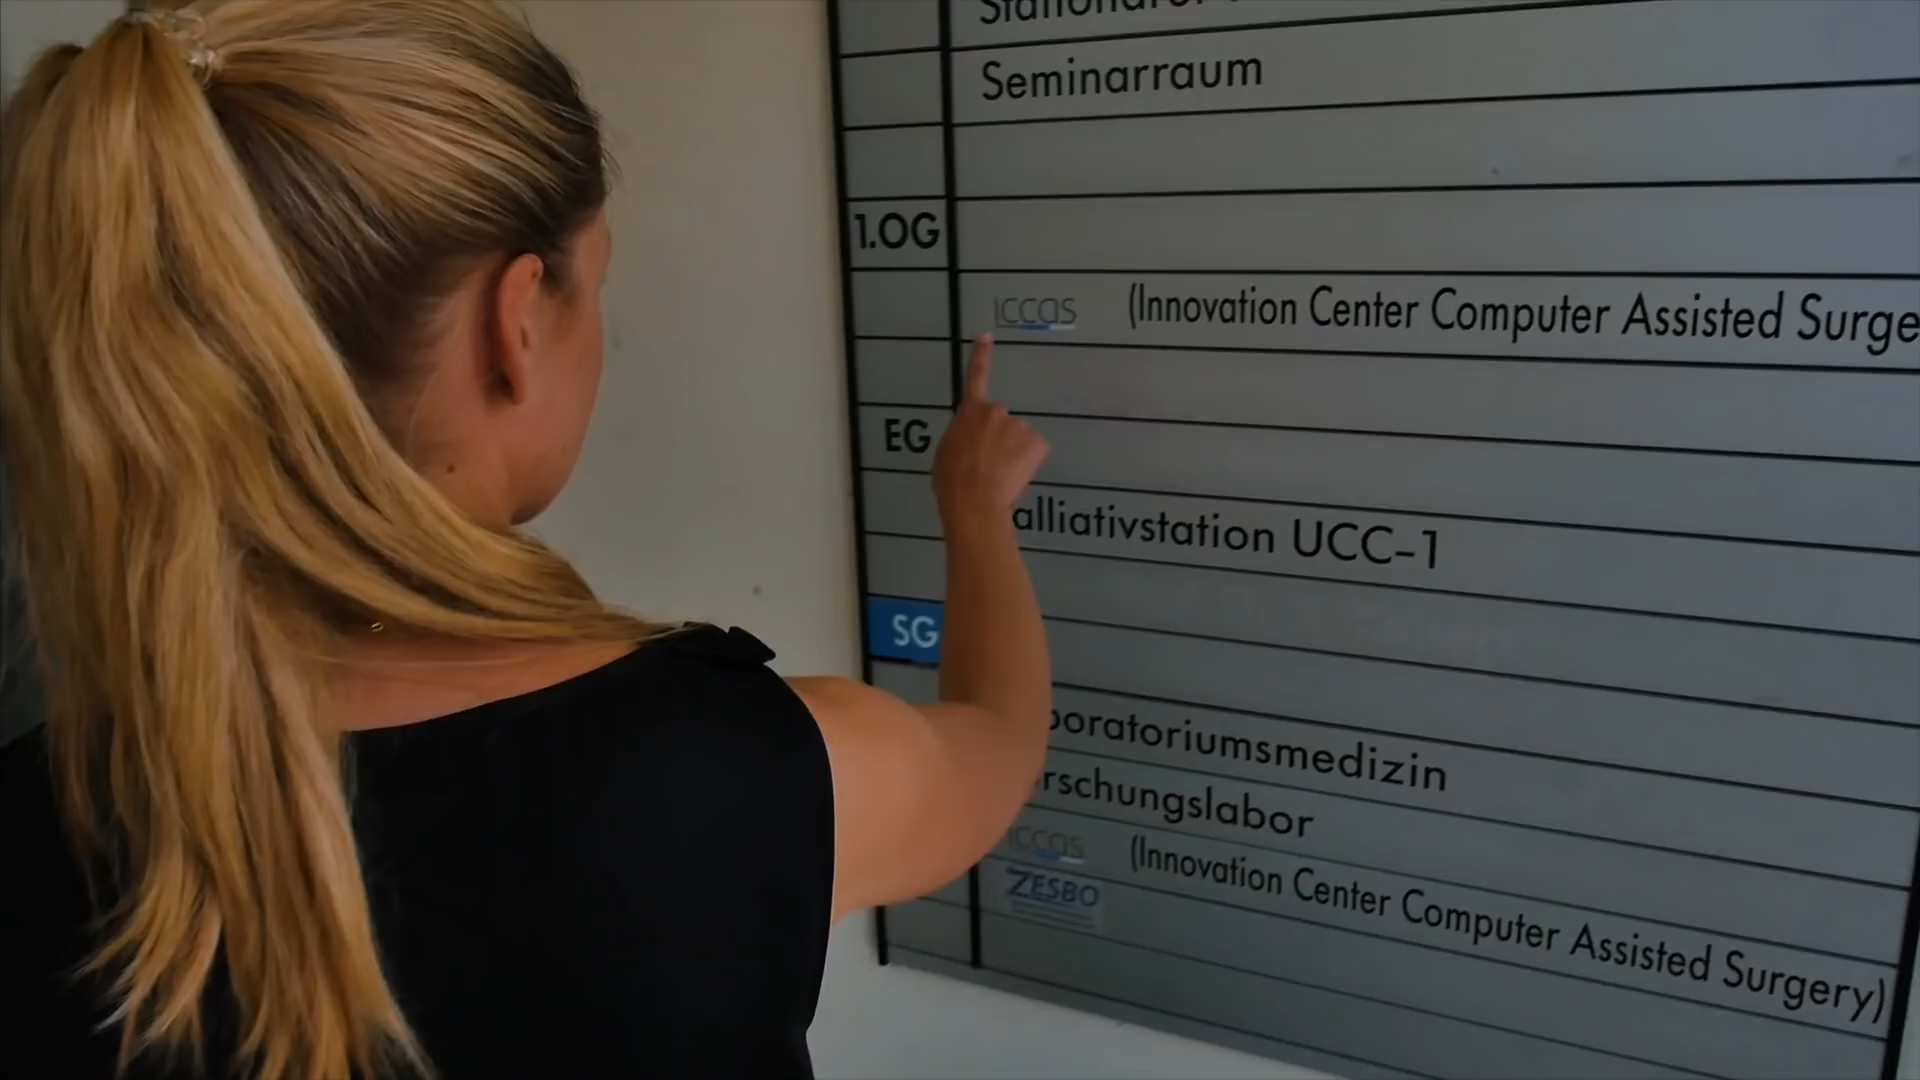 Seminarraum
1.OG
iccas (Innovation Center Computer Assisted Surge
EG
alliativstation UCC-1
SG
boratoriumsmedizin
rschungslabor
iccas (Innovation Center Computer Assisted Surgery)
ZESBO